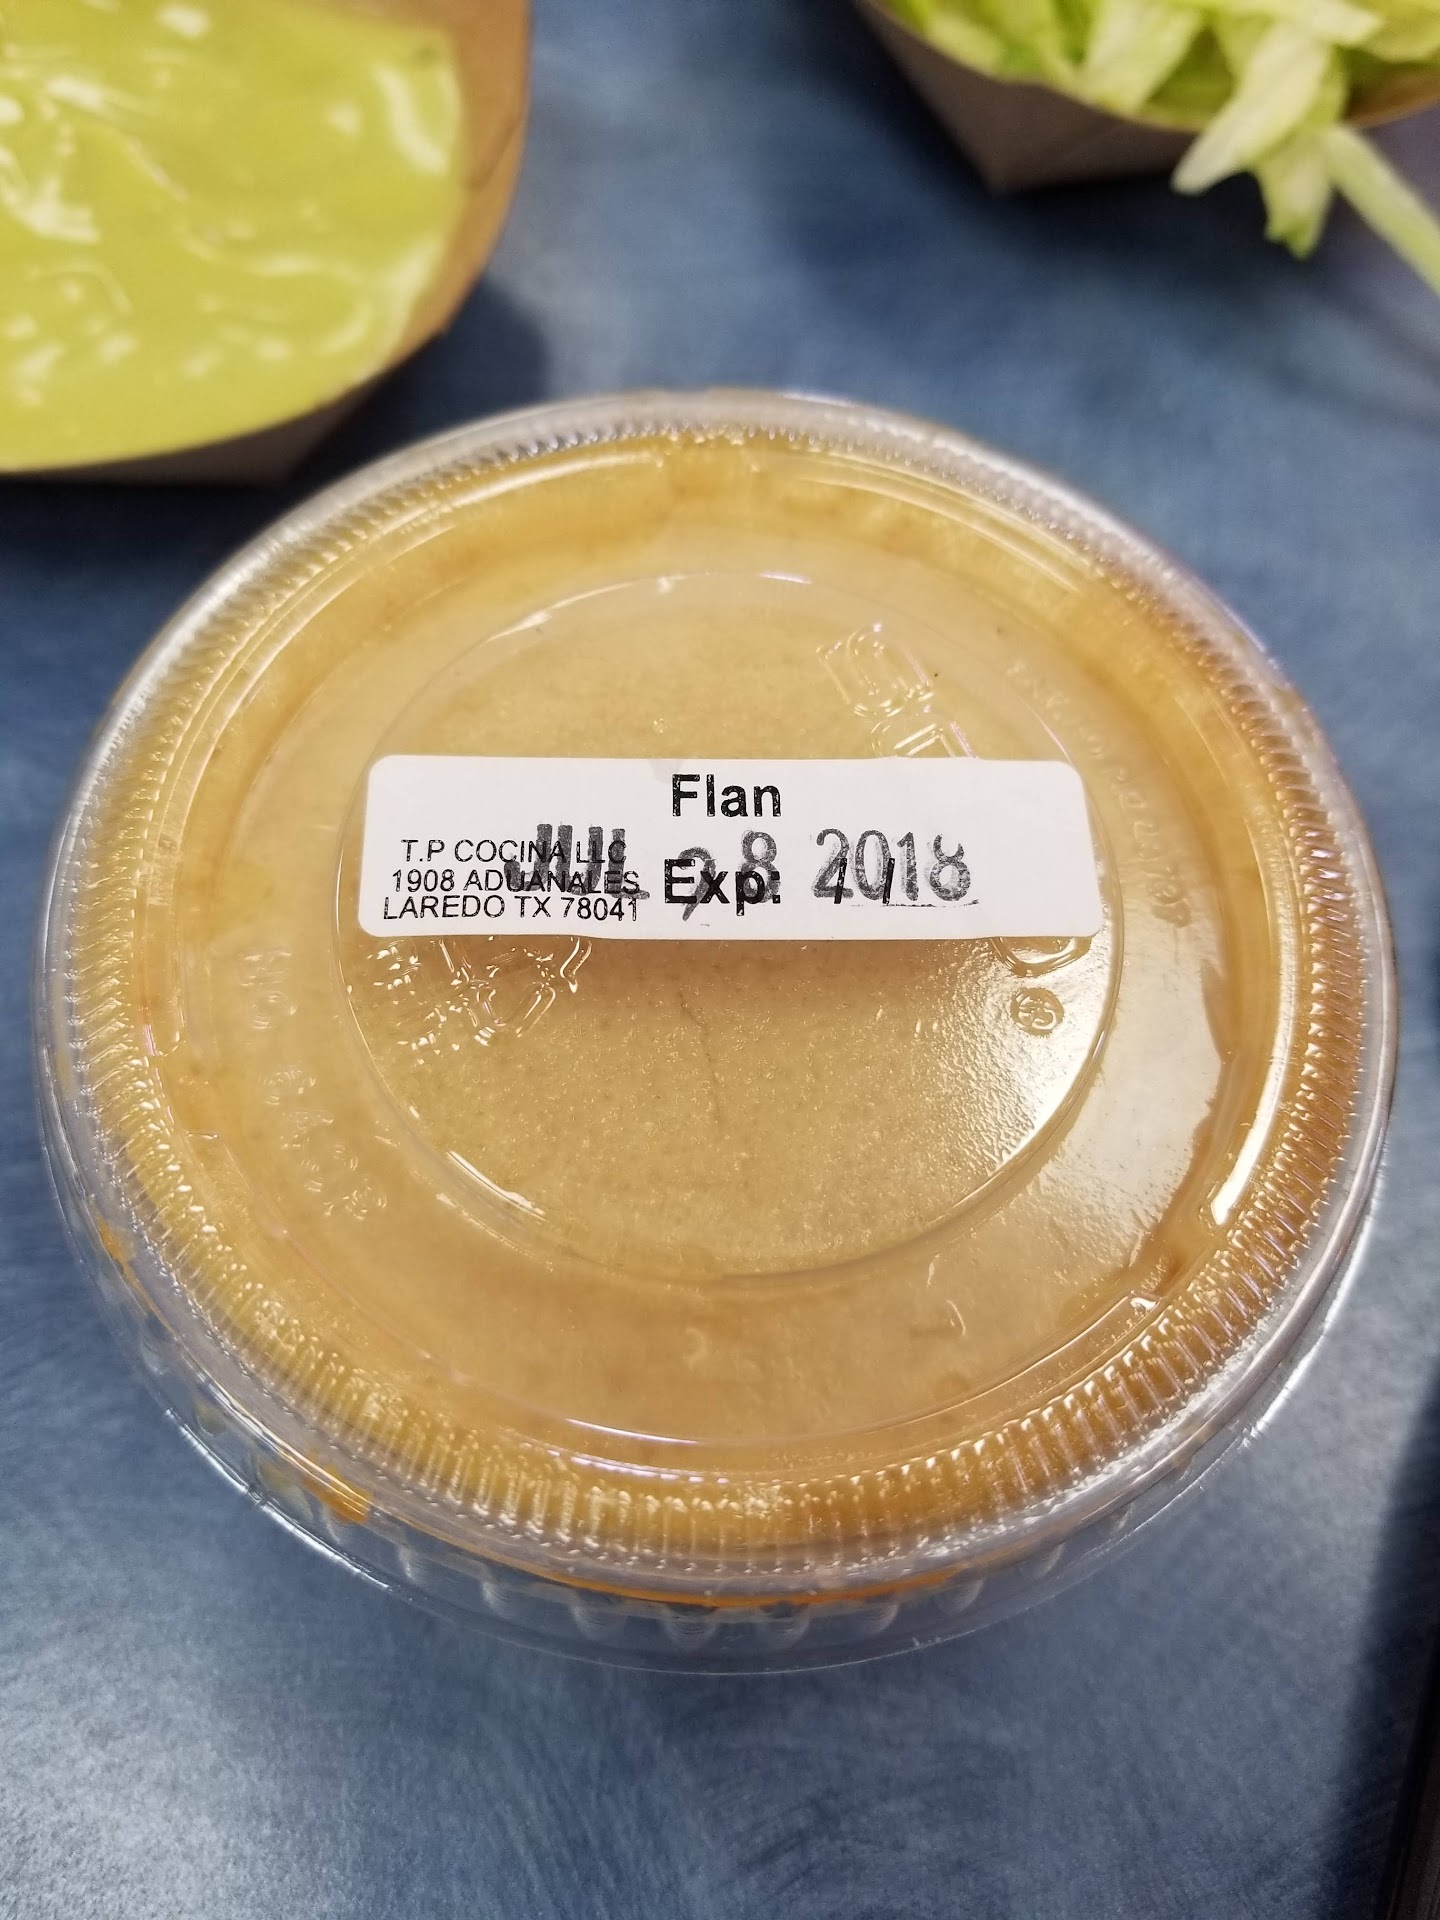 Flan
T.P COCINA LLC
1908 ADUANALES
LAREDO TX 78041
Exp: / /
JUL 28 2018